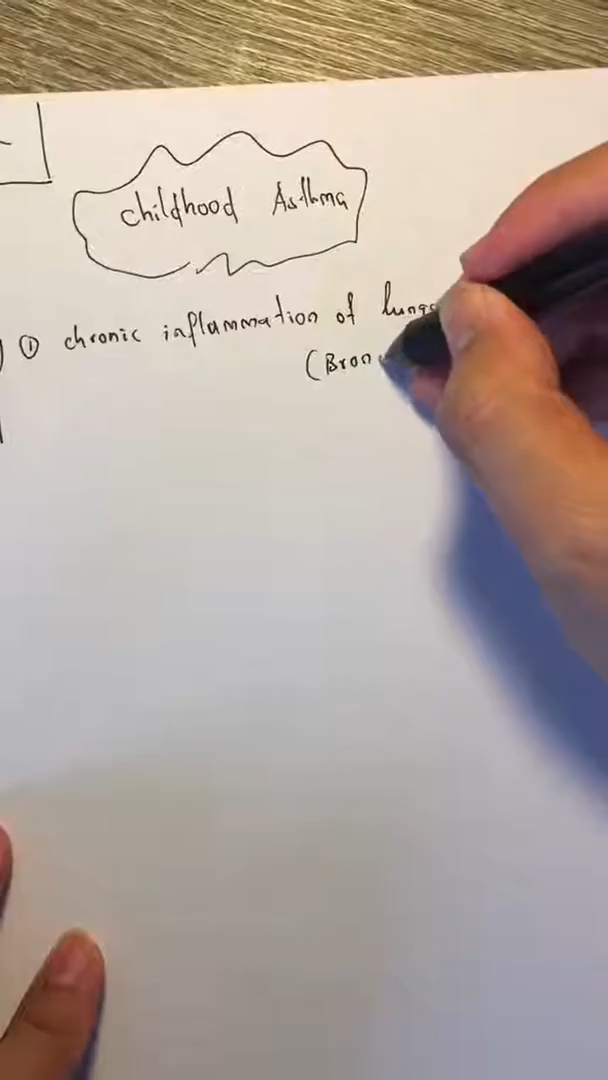 childhood Asthma
① chronic inflammation of lungs
(Bron